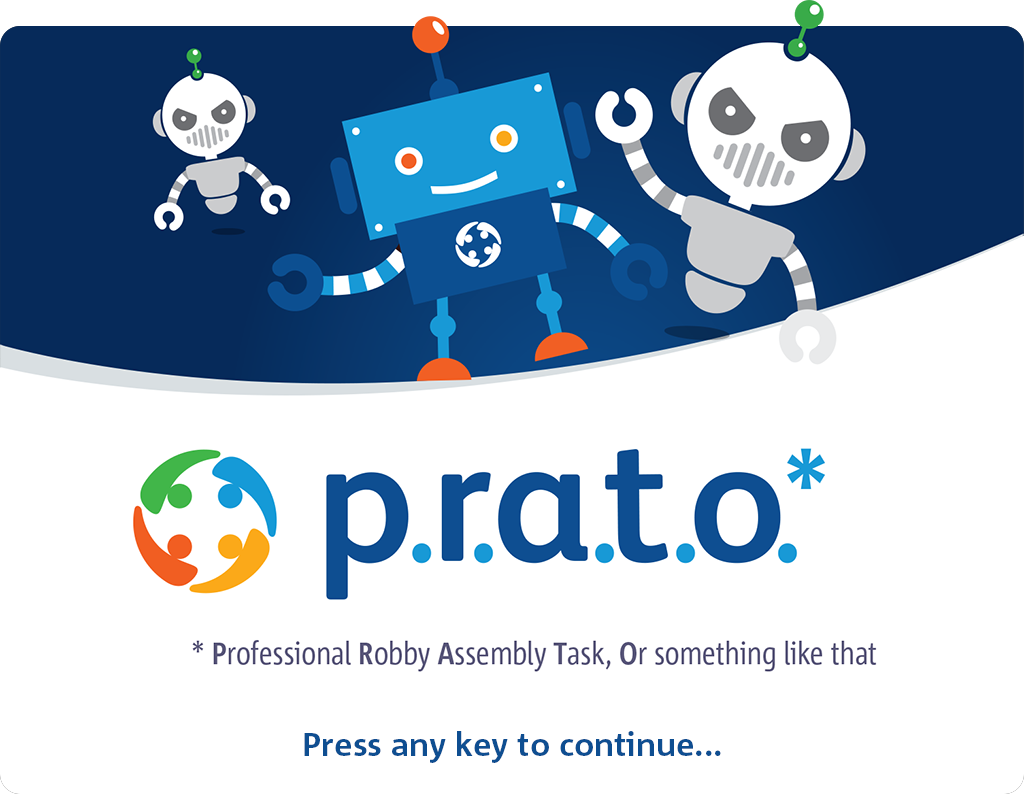 p.r.a.t.o.*
* Professional Robby Assembly Task, Or something like that
Press any key to continue...